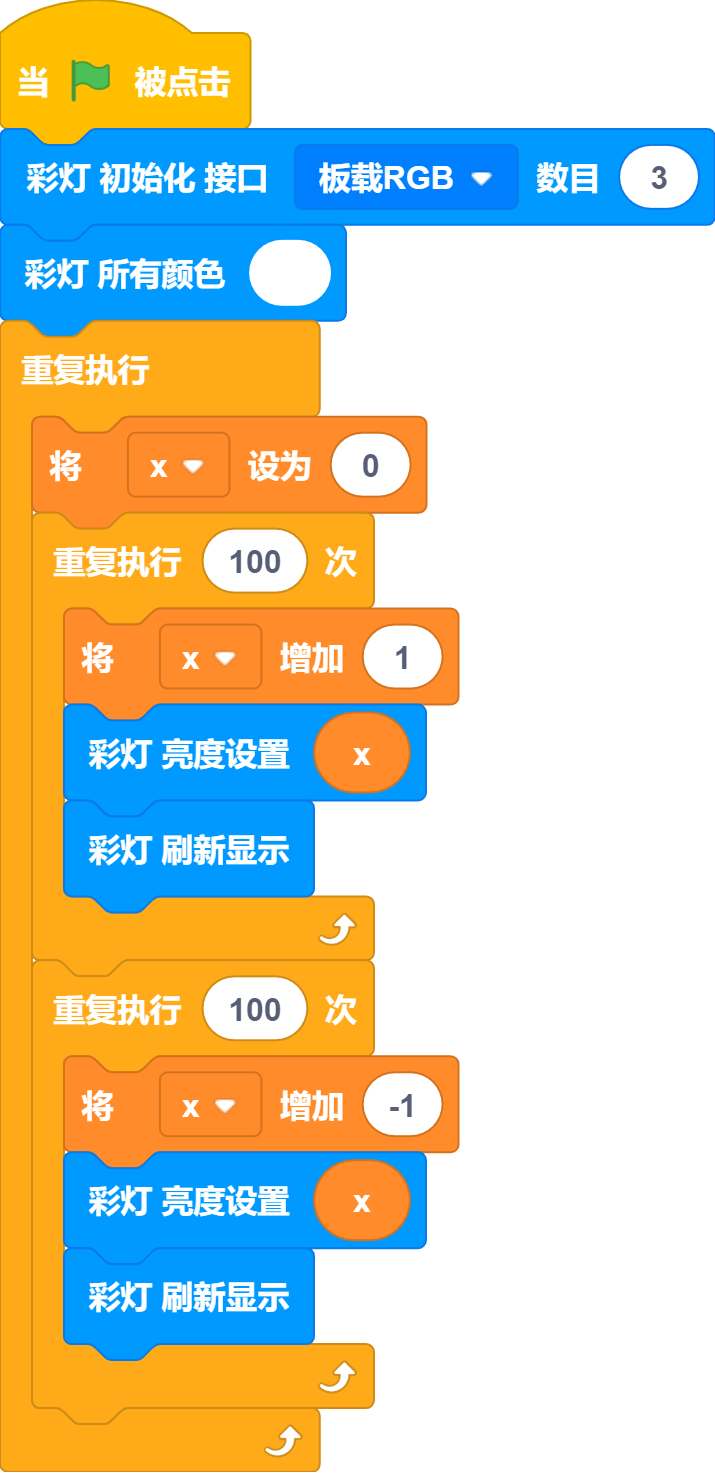 当 被点击
彩灯 初始化 接口 板载RGB 数目 3
彩灯 所有颜色
重复执行
将 x 设为 0
重复执行 100 次
将 x 增加 1
彩灯 亮度设置 x
彩灯 刷新显示
重复执行 100 次
将 x 增加 -1
彩灯 亮度设置 x
彩灯 刷新显示